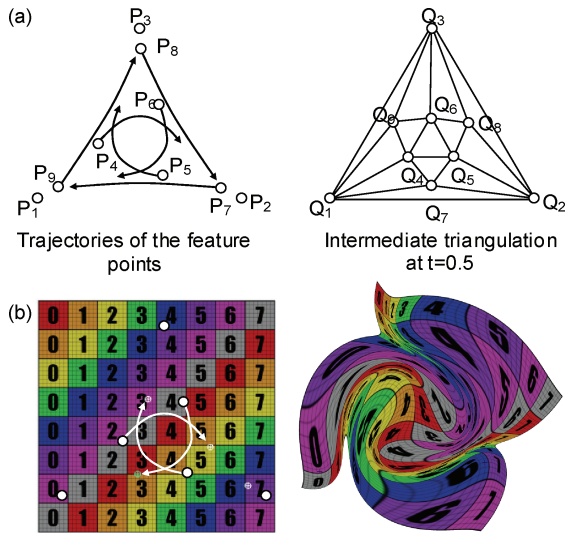 (a)
P3
P8
P6
P4
P5
P9
P1
P7
P2
Trajectories of the feature
points
Q3
Q9
Q6
Q8
Q4
Q5
Q1
Q2
Q7
Intermediate triangulation
at t=0.5
(b)
0 1 2 3 4 5 6 7
0 1 2 3 4 5 6 7
0 1 2 3 4 5 6 7
0 1 2 3 4 5 6 7
0 1 2 3 4 5 6 7
0 1 2 3 4 5 6 7
0 1 2 3 4 5 6 7
0 1 2 3 4 5 6 7